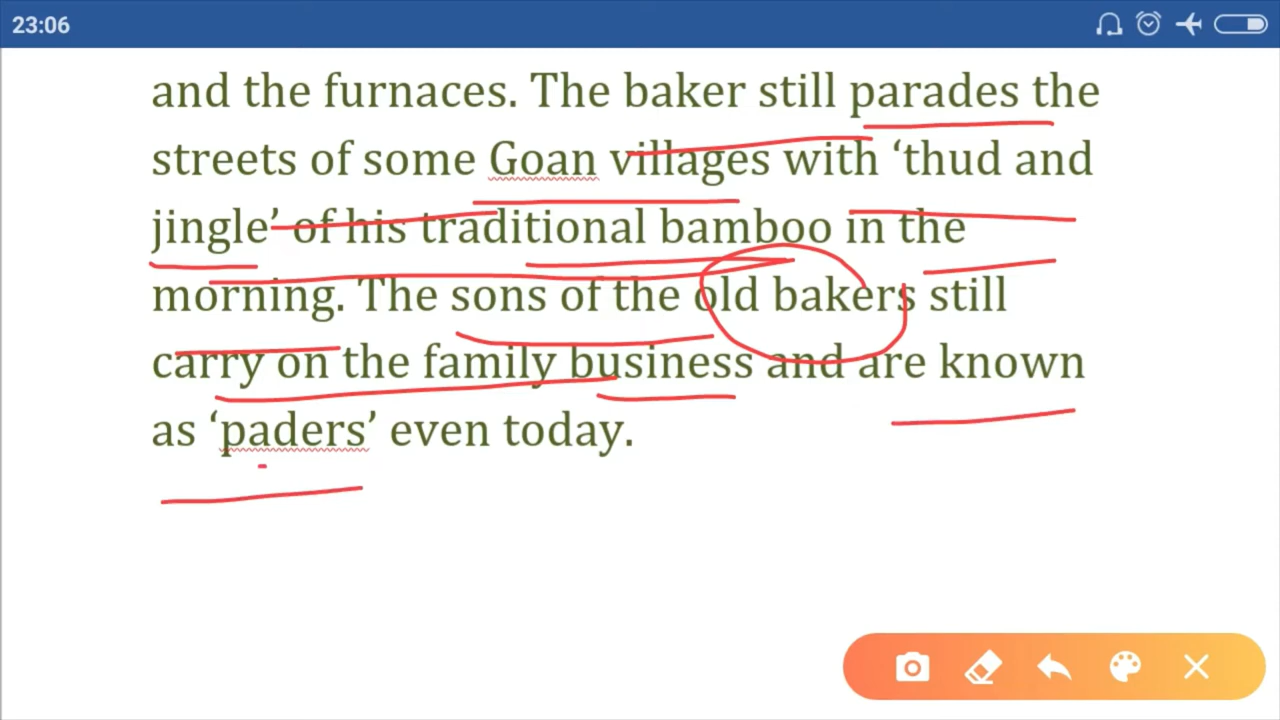 23:06
and the furnaces. The baker still parades the
streets of some Goan villages with ‘thud and
jingle’ of his traditional bamboo in the
morning. The sons of the old bakers still
carry on the family business and are known
as ‘paders’ even today.